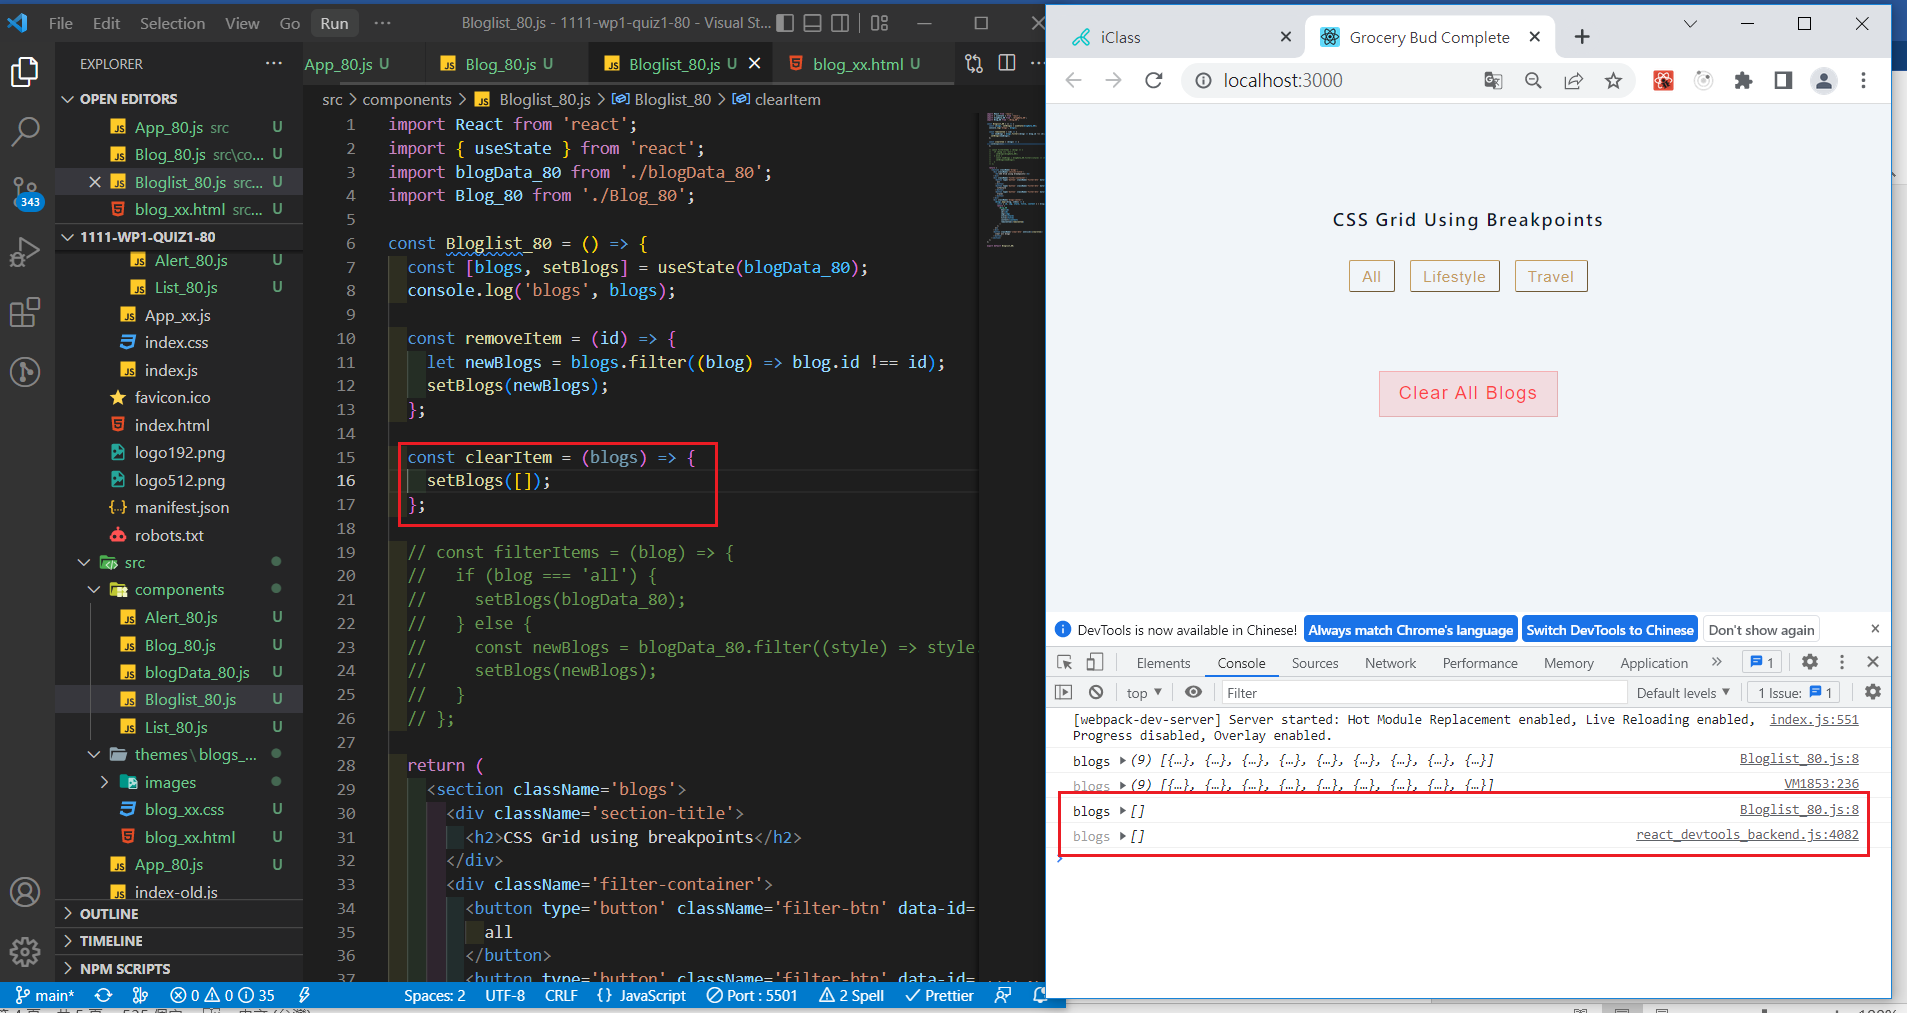 File Edit Selection View Go Run ··· Bloglist_80.js - 1111-wp1-quiz1-80 - Visual St...
EXPLORER ···
OPEN EDITORS
App_80.js src U
Blog_80.js src\co... U
Bloglist_80.js src... U
blog_xx.html src... U
1111-WP1-QUIZ1-80
Alert_80.js U
List_80.js U
App_xx.js
index.css
index.js
favicon.ico
index.html
logo192.png
logo512.png
manifest.json
robots.txt
src
components
Alert_80.js U
Blog_80.js U
blogData_80.js U
Bloglist_80.js U
List_80.js U
themes\blogs_...
images
blog_xx.css U
blog_xx.html U
App_80.js U
index-old.js
OUTLINE
TIMELINE
NPM SCRIPTS
343
App_80.js U Blog_80.js U Bloglist_80.js U blog_xx.html U ···
src > components > Bloglist_80.js > Bloglist_80 > clearItem
1 import React from 'react';
2 import { useState } from 'react';
3 import blogData_80 from './blogData_80';
4 import Blog_80 from './Blog_80';
5
6 const Bloglist_80 = () => {
7 const [blogs, setBlogs] = useState(blogData_80);
8 console.log('blogs', blogs);
9
10 const removeItem = (id) => {
11 let newBlogs = blogs.filter((blog) => blog.id !== id);
12 setBlogs(newBlogs);
13 };
14
15 const clearItem = (blogs) => {
16 setBlogs([]);
17 };
18
19 // const filterItems = (blog) => {
20 // if (blog === 'all') {
21 // setBlogs(blogData_80);
22 // } else {
23 // const newBlogs = blogData_80.filter((style) => style
24 // setBlogs(newBlogs);
25 // }
26 // };
27
28 return (
29 <section className='blogs'>
30 <div className='section-title'>
31 <h2>CSS Grid using breakpoints</h2>
32 </div>
33 <div className='filter-container'>
34 <button type='button' className='filter-btn' data-id=
35 all
36 </button>
37 <button type='button' className='filter-btn' data-id=
main* 0 0 35 Spaces: 2 UTF-8 CRLF {} JavaScript Port : 5501 2 Spell Prettier
iClass Grocery Bud Complete
localhost:3000
CSS Grid Using Breakpoints
All Lifestyle Travel
Clear All Blogs
DevTools is now available in Chinese! Always match Chrome's language Switch DevTools to Chinese Don't show again
Elements Console Sources Network Performance Memory Application » 1
top Filter Default levels 1 Issue: 1
[webpack-dev-server] Server started: Hot Module Replacement enabled, Live Reloading enabled, index.js:551
Progress disabled, Overlay enabled.
blogs (9) [{…}, {…}, {…}, {…}, {…}, {…}, {…}, {…}, {…}] Bloglist_80.js:8
blogs (9) [{…}, {…}, {…}, {…}, {…}, {…}, {…}, {…}, {…}] VM1853:236
blogs [] Bloglist_80.js:8
blogs [] react_devtools_backend.js:4082